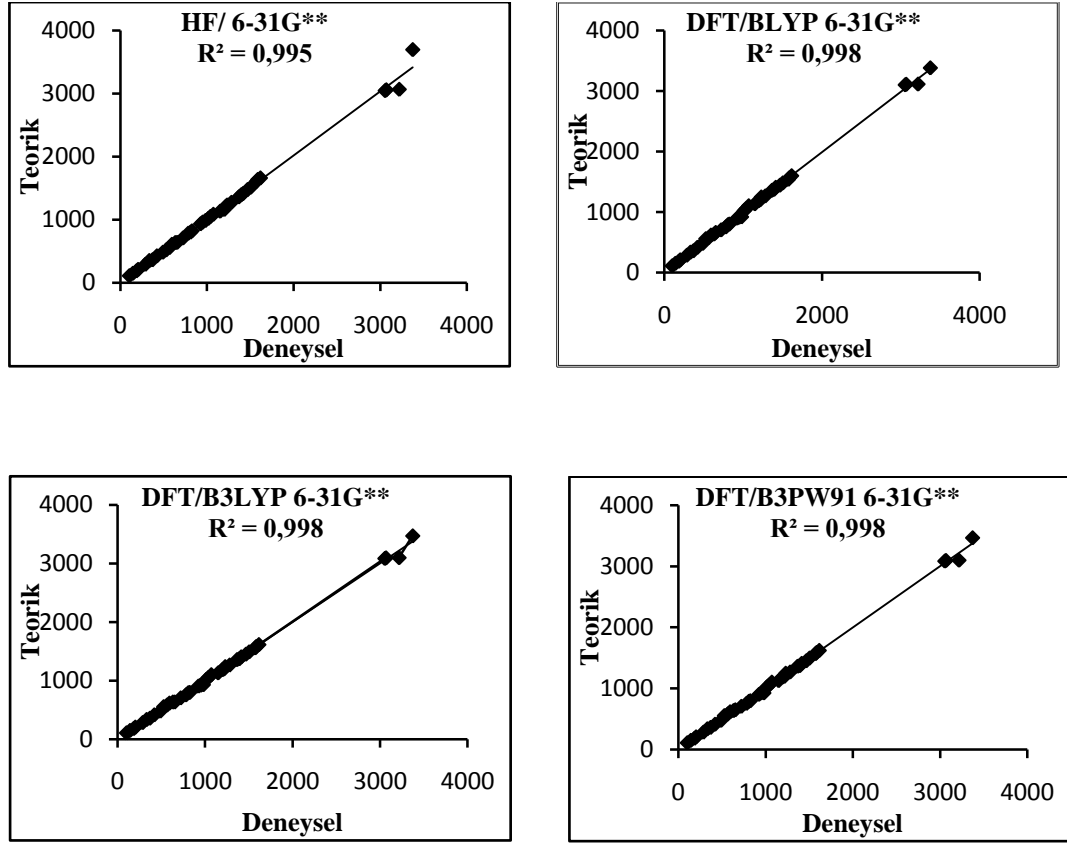 HF/ 6-31G**
R² = 0,995
4000
3000
2000
1000
0
Teorik
0 1000 2000 3000 4000
Deneysel
DFT/BLYP 6-31G**
R² = 0,998
4000
3000
2000
1000
0
Teorik
0 2000 4000
Deneysel
DFT/B3LYP 6-31G**
R² = 0,998
4000
3000
2000
1000
0
Teorik
0 1000 2000 3000 4000
Deneysel
DFT/B3PW91 6-31G**
R² = 0,998
4000
3000
2000
1000
0
Teorik
0 1000 2000 3000 4000
Deneysel